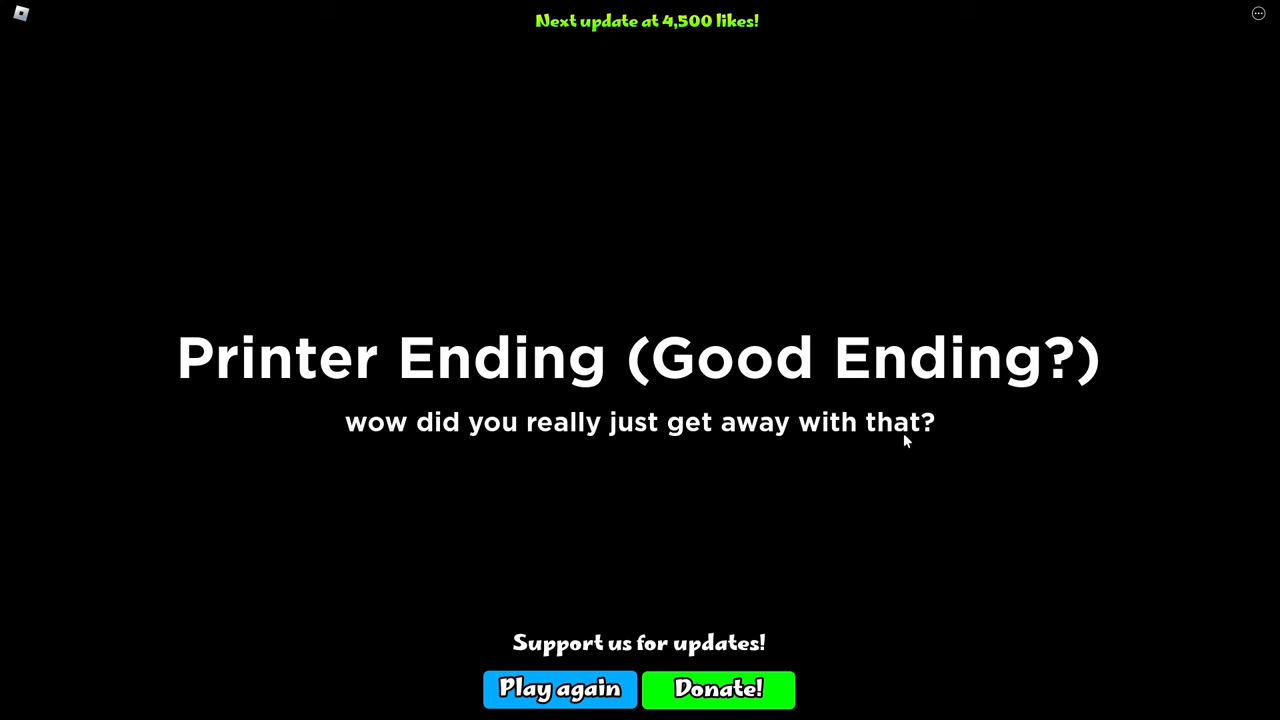 Next update at 4,500 likes!
Printer Ending (Good Ending?)
wow did you really just get away with that?
Support us for updates!
Play again
Donate!